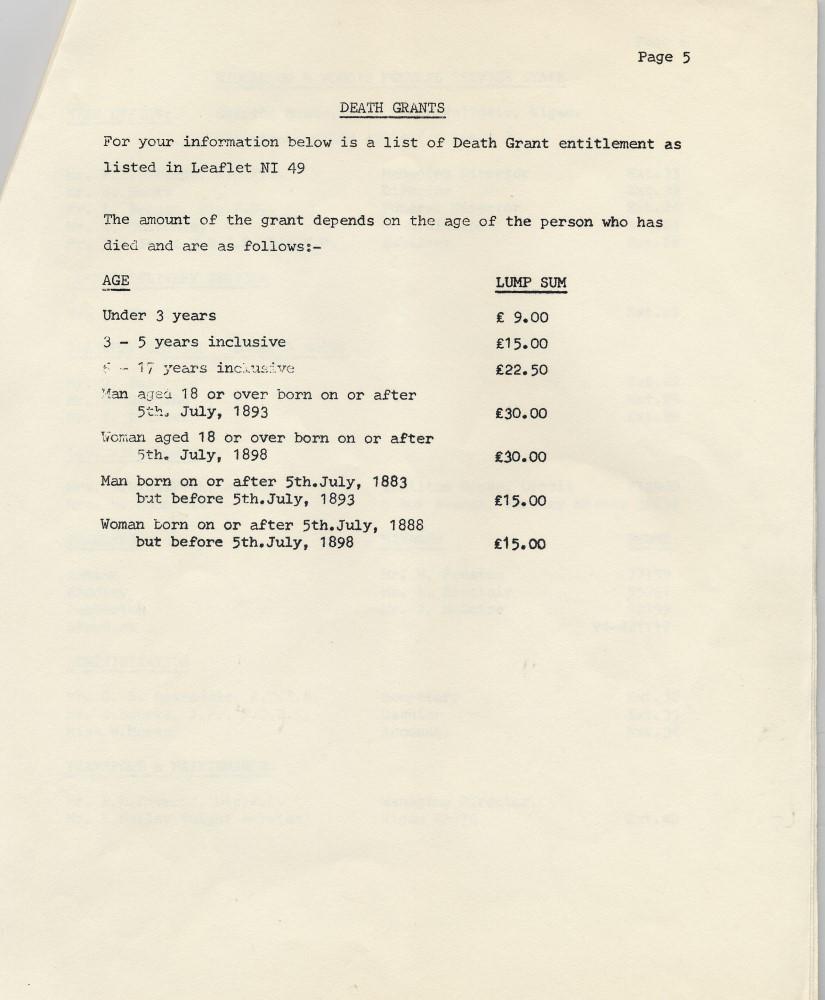 Page 5
DEATH GRANTS
For your information below is a list of Death Grant entitlement as
listed in Leaflet NI 49
The amount of the grant depends on the age of the person who has
died and are as follows:-
AGE LUMP SUM
Under 3 years £ 9.00
3 - 5 years inclusive £15.00
6 - 17 years inclusive £22.50
Man aged 18 or over born on or after
5th. July, 1893 £30.00
Woman aged 18 or over born on or after
5th. July, 1898 £30.00
Man born on or after 5th.July, 1883
but before 5th.July, 1893 £15.00
Woman born on or after 5th.July, 1888
but before 5th.July, 1898 £15.00